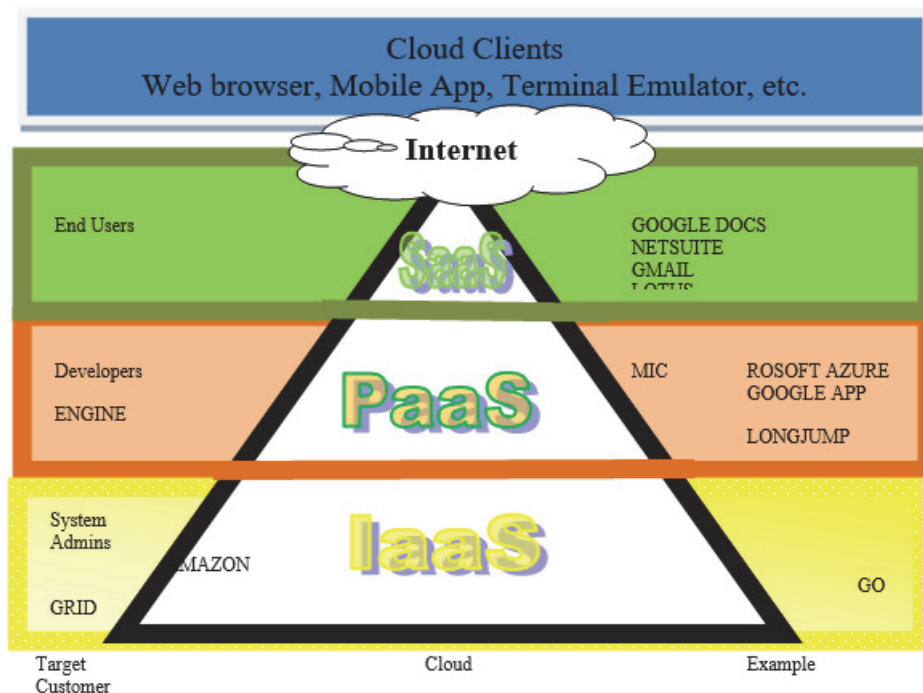 Cloud Clients
Web browser, Mobile App, Terminal Emulator, etc.
Internet
End Users
SaaS
GOOGLE DOCS
NETSUITE
GMAIL
LOTUS
Developers
ENGINE
PaaS
MIC ROSOFT AZURE
GOOGLE APP
LONGJUMP
System
Admins
MAZON
GRID
IaaS
GO
Target
Customer
Cloud
Example